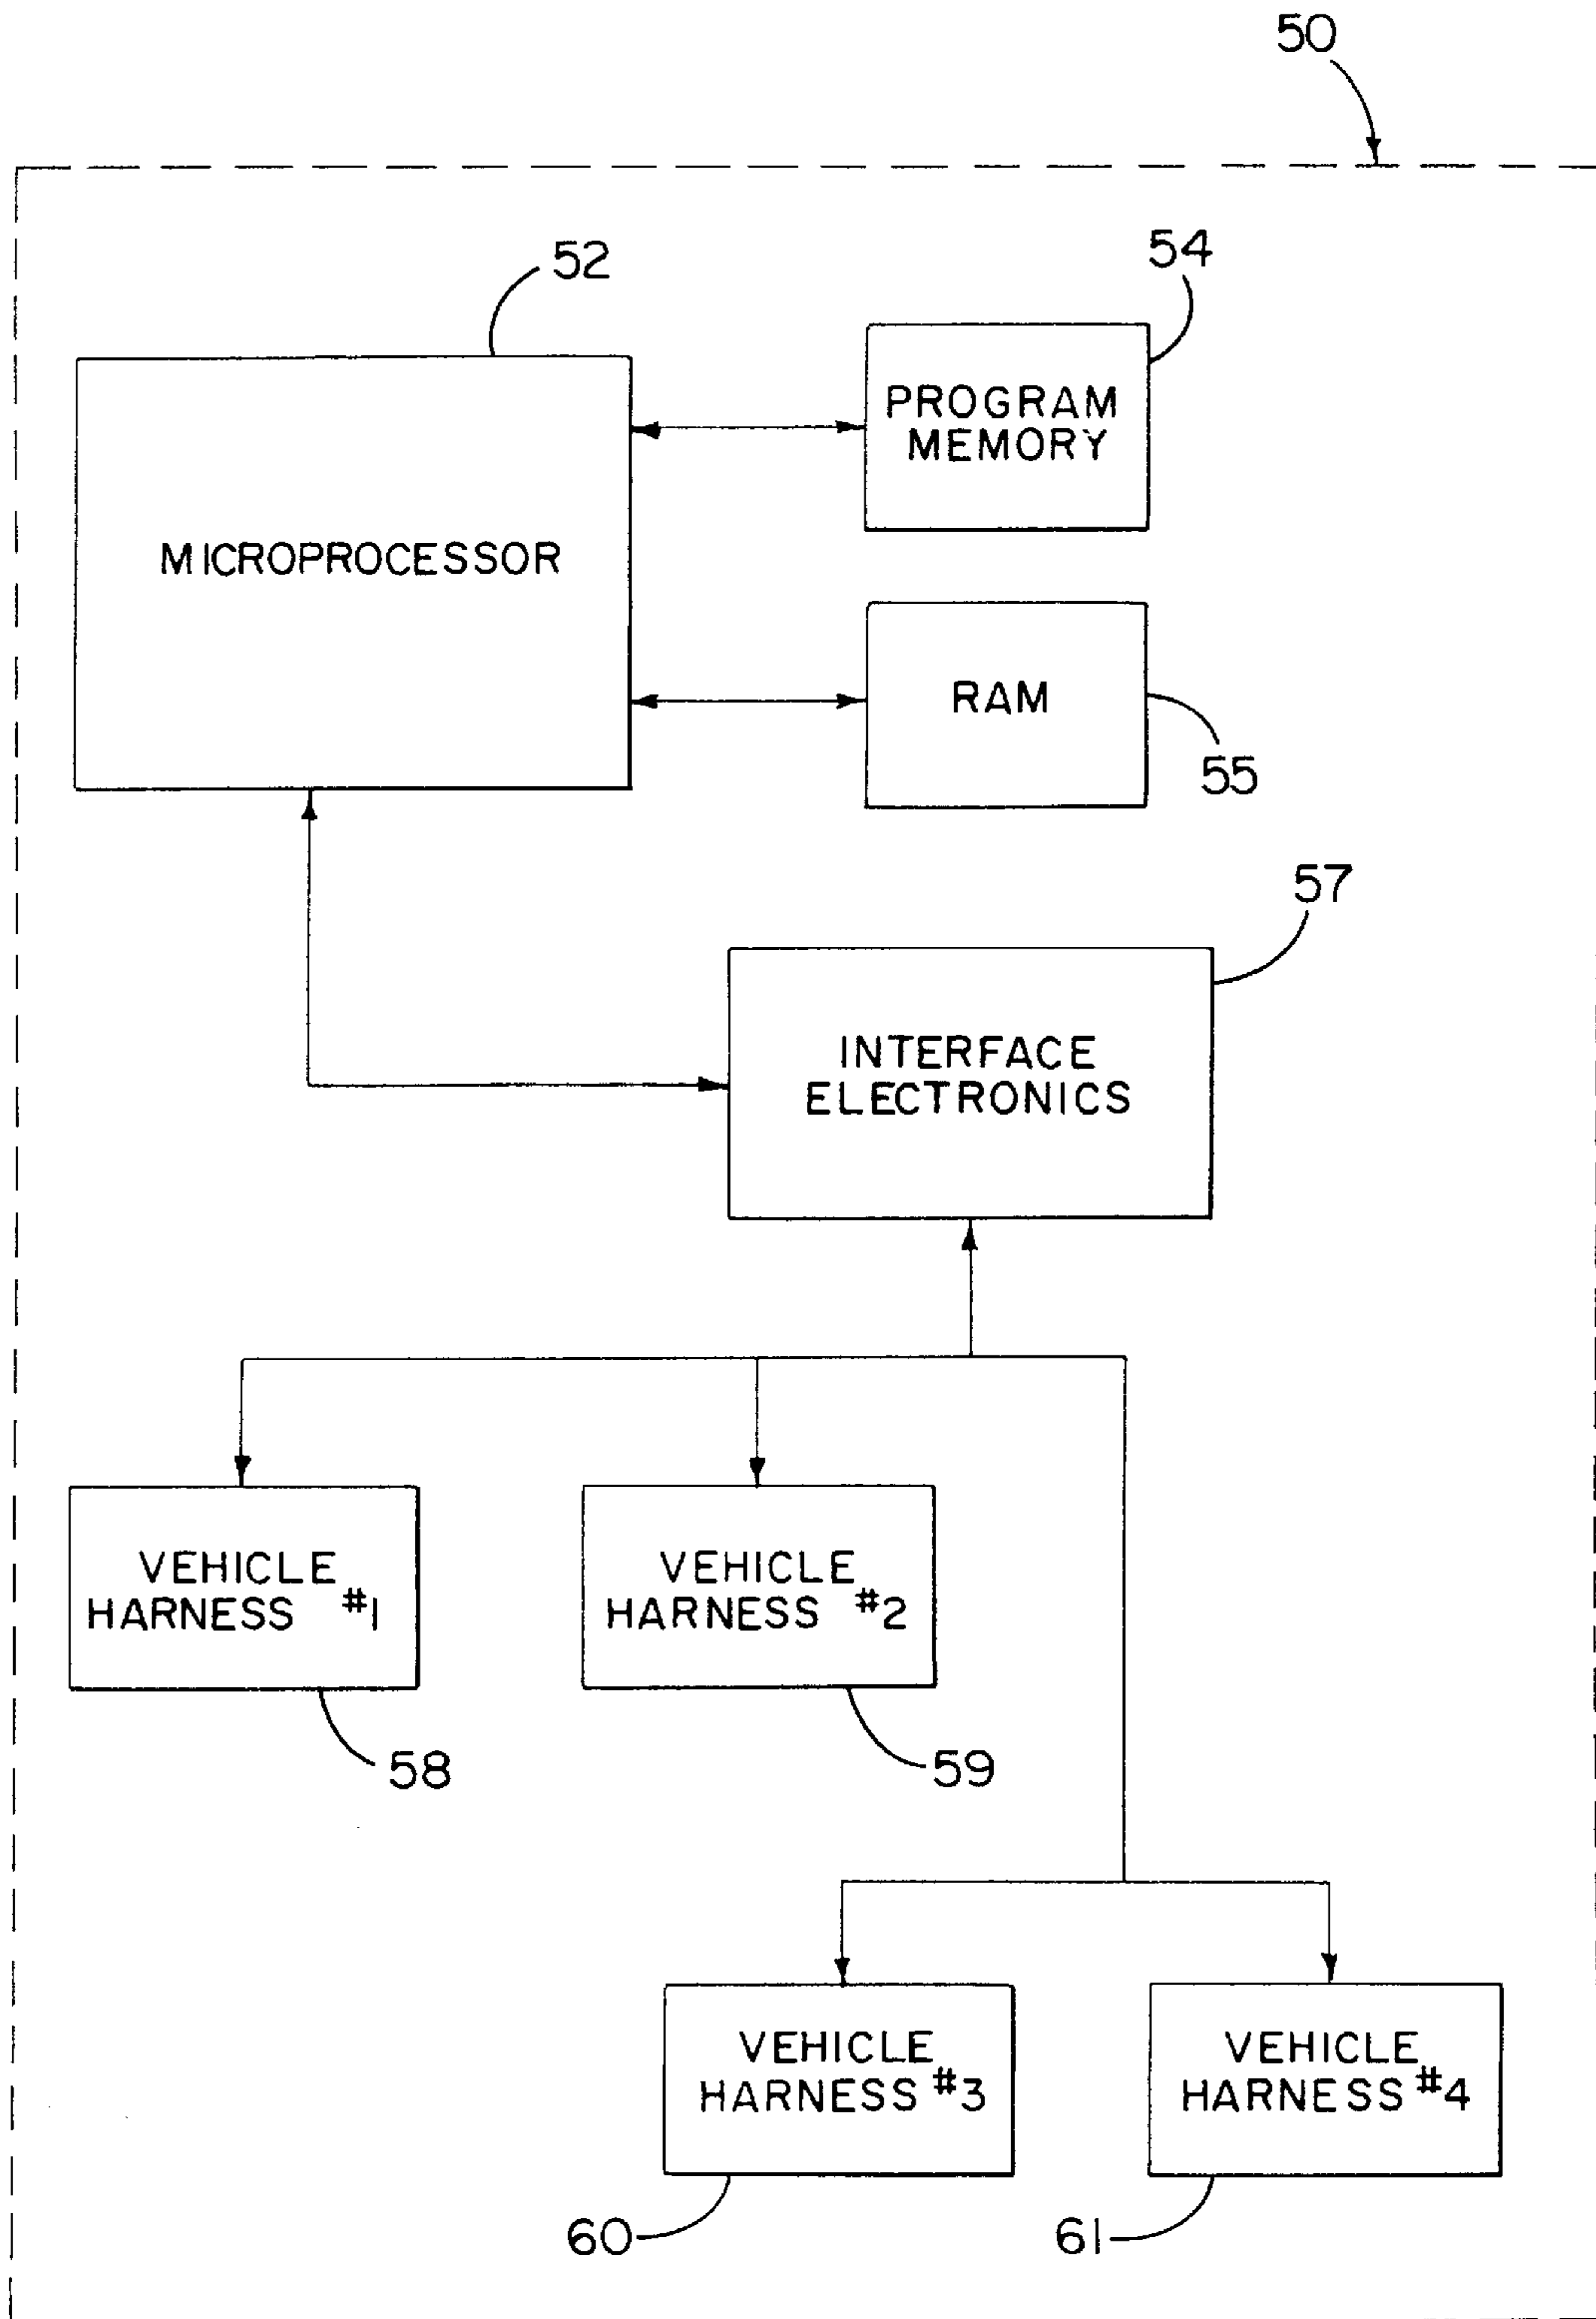 50
52
54
PROGRAM
MEMORY
MICROPROCESSOR
RAM
55
57
INTERFACE
ELECTRONICS
VEHICLE
HARNESS #1
VEHICLE
HARNESS #2
58
59
VEHICLE
HARNESS #3
VEHICLE
HARNESS #4
60
61